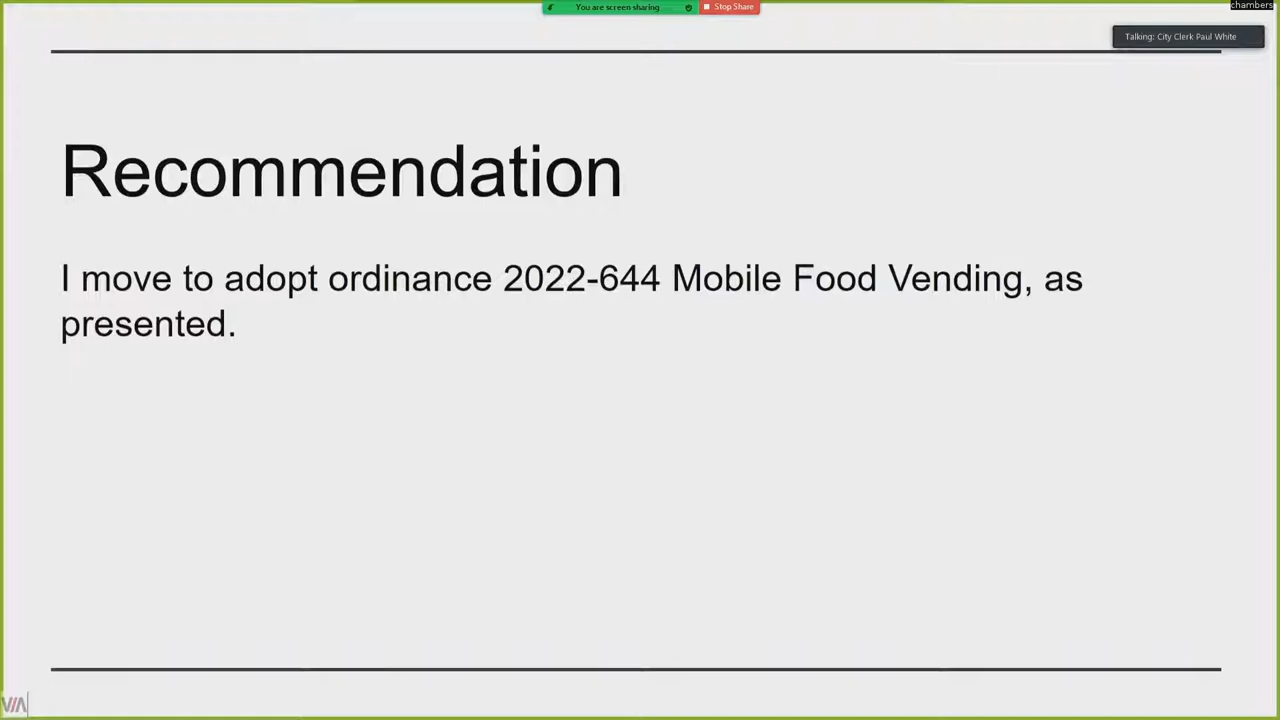 You are screen sharing
Stop Share
chambers
Talking: City Clerk Paul White
Recommendation
I move to adopt ordinance 2022-644 Mobile Food Vending, as
presented.
VIA